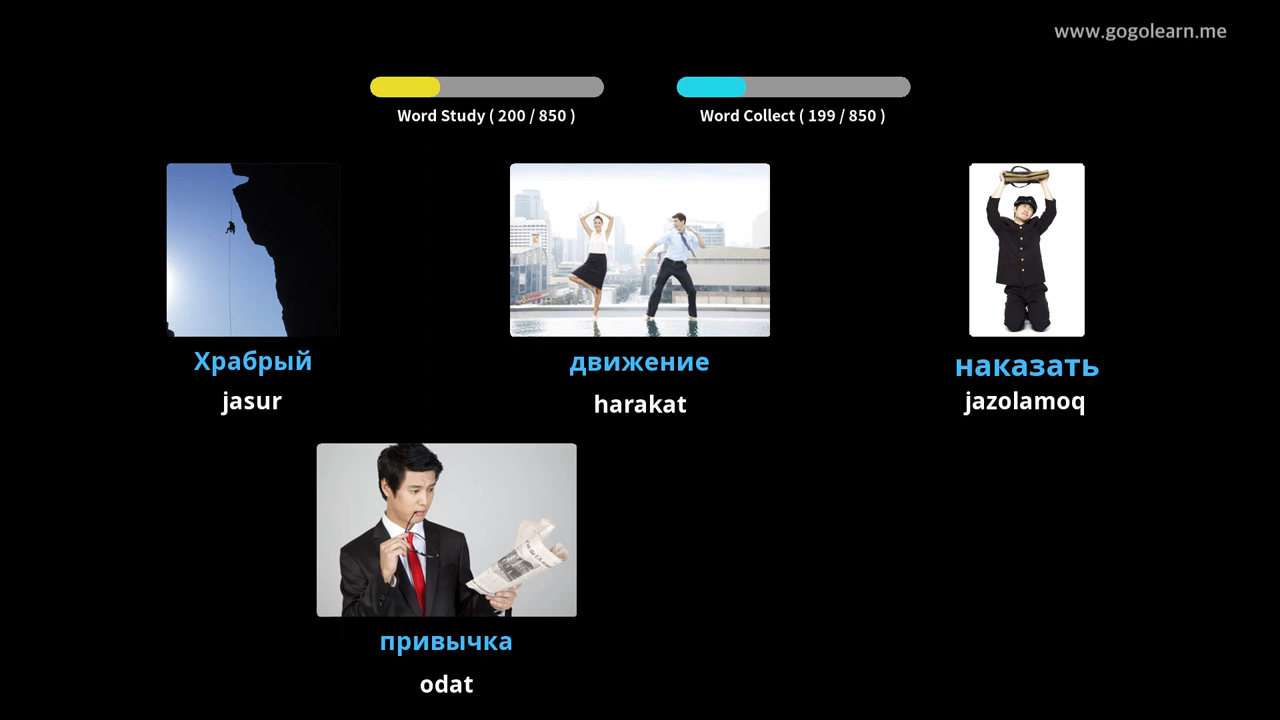 www.gogolearn.me
Word Study ( 200 / 850 )
Word Collect ( 199 / 850 )
Храбрый
jasur
движение
harakat
наказать
jazolamoq
привычка
odat